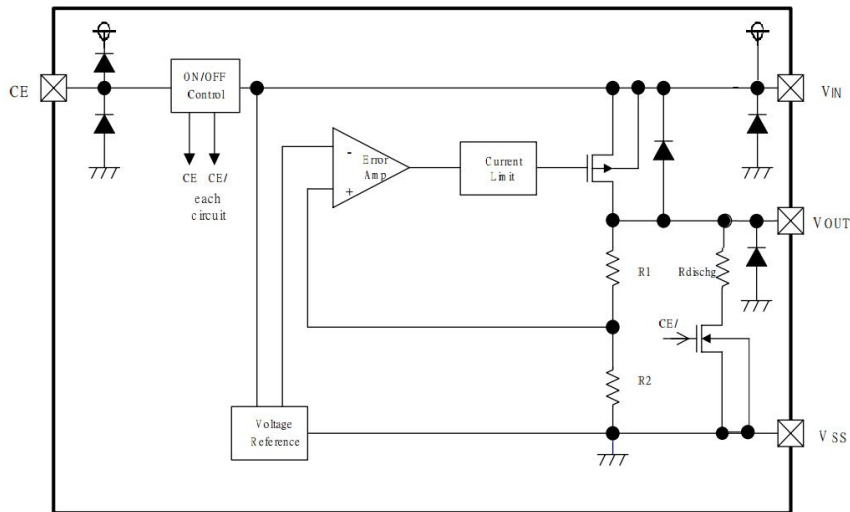 CE
ON/OFF
Control
CE CE/
each
circuit
-
+
Error
Amp
Current
Limit
VIN
VOUT
R1
Rdischg
CE/
R2
Voltage
Reference
VSS